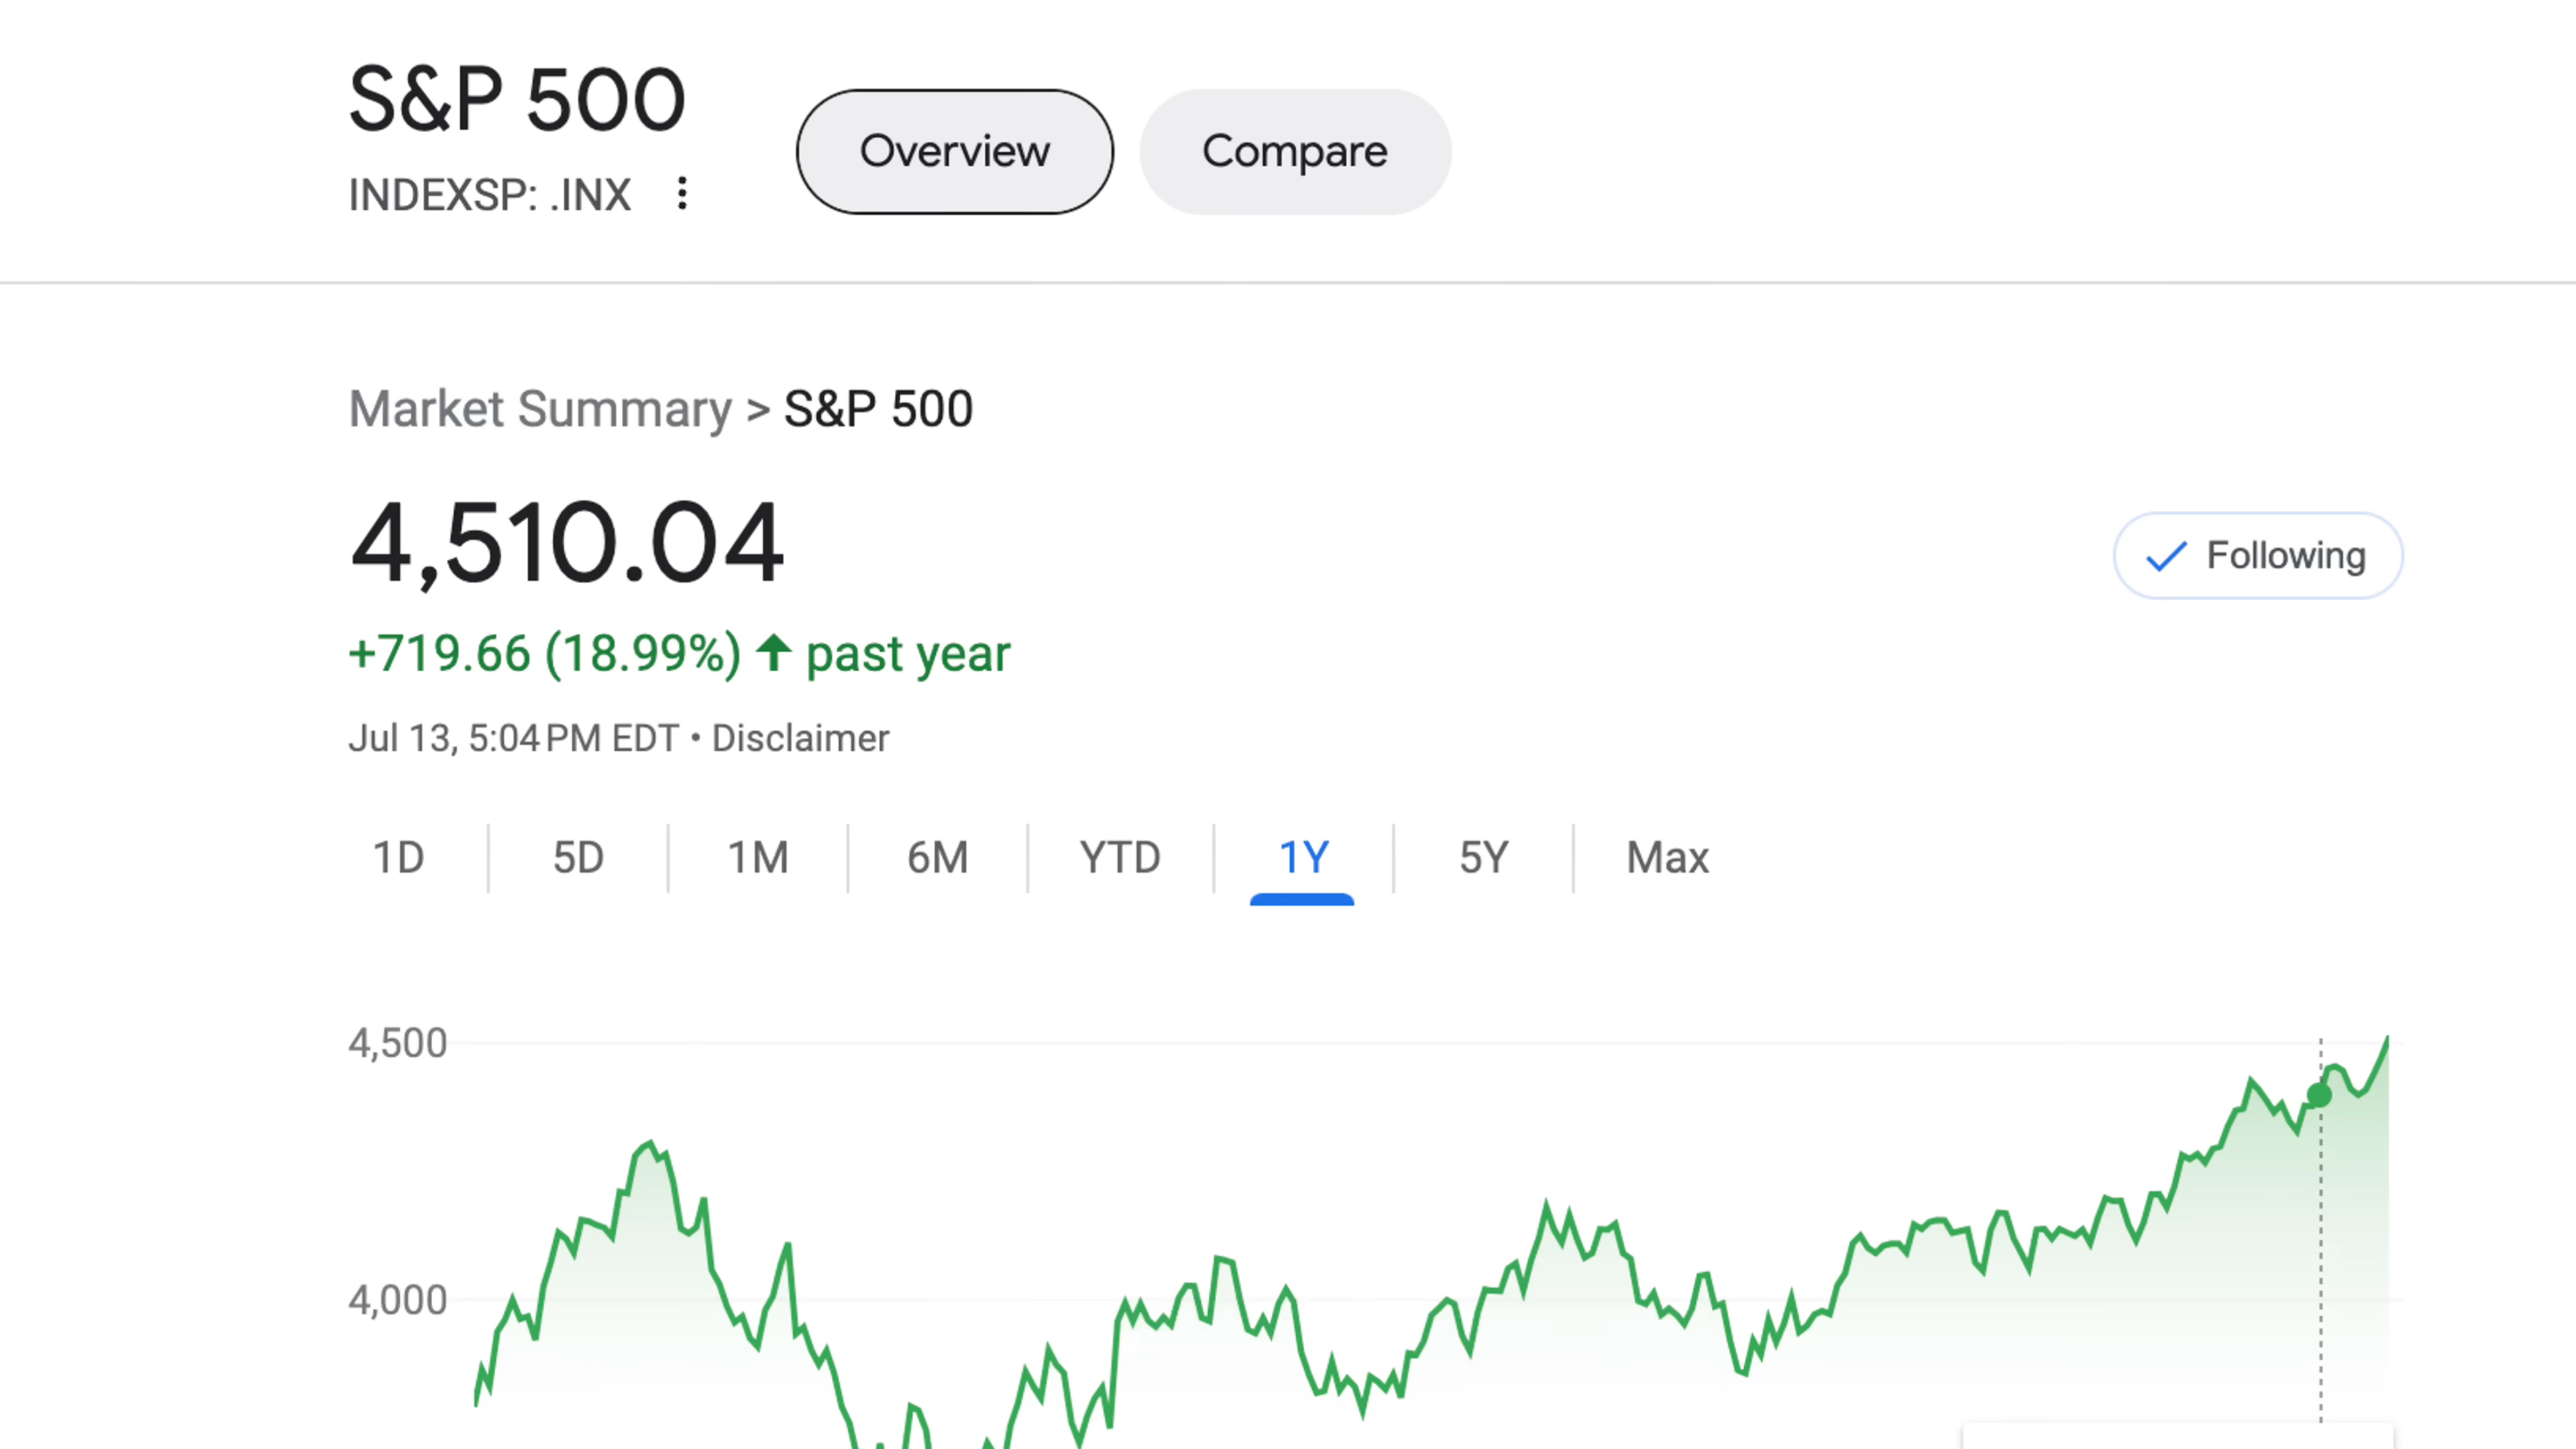 S&P 500
INDEXSP: .INX
Overview
Compare
Market Summary > S&P 500
4,510.04
Following
+719.66 (18.99%) ↑ past year
Jul 13, 5:04 PM EDT • Disclaimer
1D
5D
1M
6M
YTD
1Y
5Y
Max
4,500
4,000